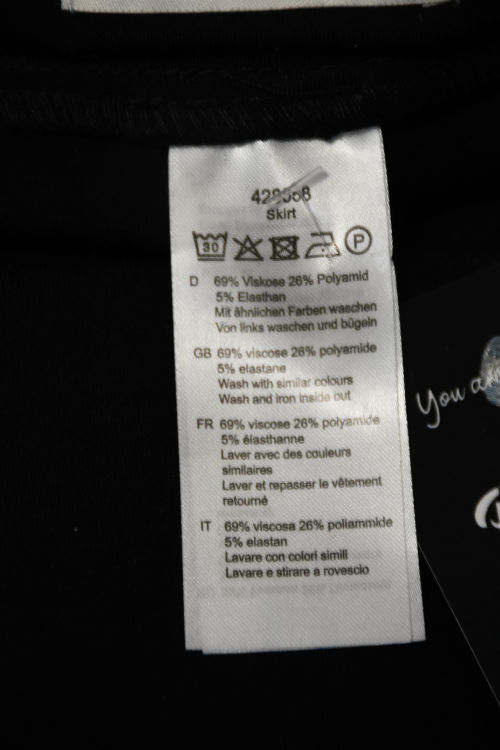 Skirt
30
P
D 69% Viskose 26% Polyamid
5% Elasthan
Mit ähnlichen Farben waschen
Von links waschen und bügeln
GB 69% viscose 26% polyamide
5% elastane
Wash with similar colours
Wash and iron inside out
FR 69% viscose 26% polyamide
5% élasthanne
Laver avec des couleurs
similaires
Laver et repasser le vêtement
retourné
IT 69% viscosa 26% poliammide
5% elastan
Lavare con colori simili
Lavare e stirare a rovescio
You